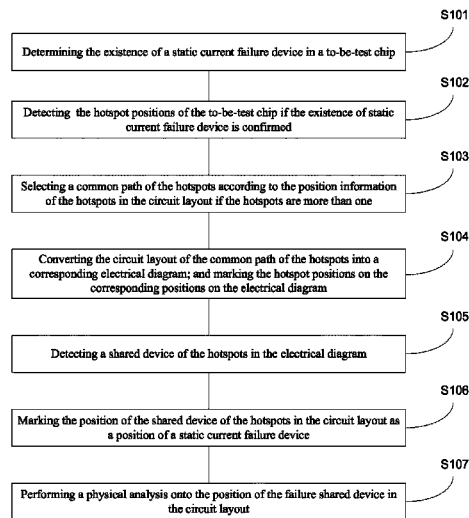 S101
Determining the existence of a static current failure device in a to-be-test chip
S102
Detecting the hotspot positions of the to-be-test chip if the existence of static
current failure device is confirmed
S103
Selecting a common path of the hotspots according to the position information
of the hotspots in the circuit layout if the hotspots are more than one
S104
Converting the circuit layout of the common path of the hotspots into a
corresponding electrical diagram; and marking the hotspot positions on the
corresponding positions on the electrical diagram
S105
Detecting a shared device of the hotspots in the electrical diagram
S106
Marking the position of the shared device of the hotspots in the circuit layout as
a position of a static current failure device
S107
Performing a physical analysis onto the position of the failure shared device in
the circuit layout